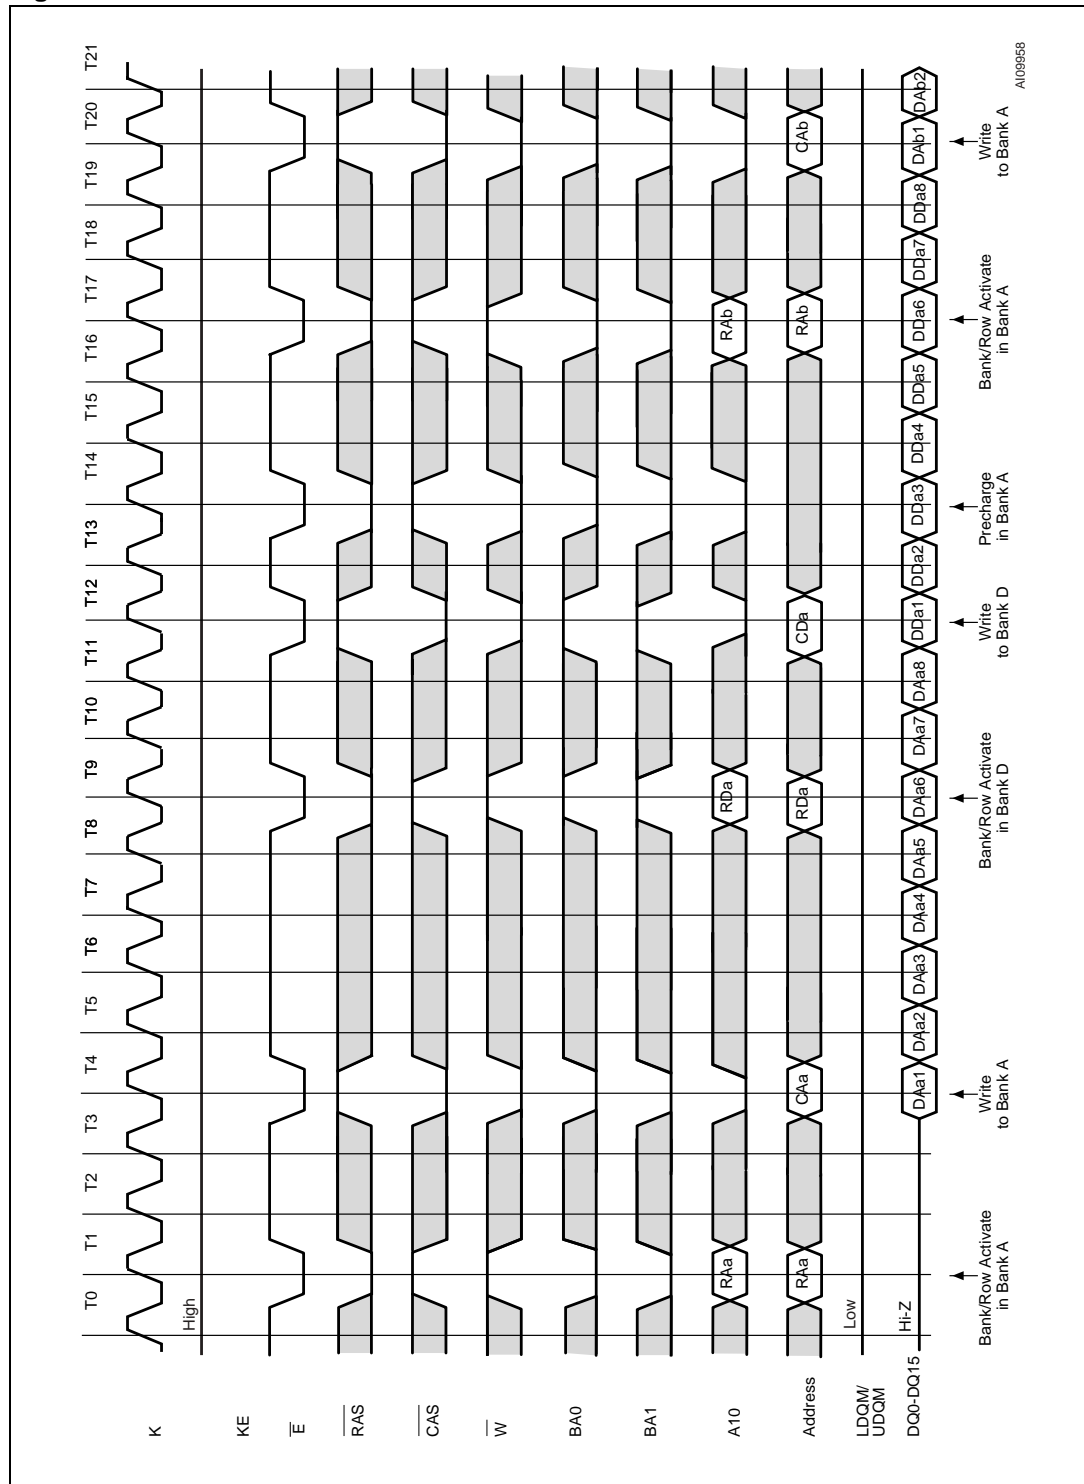 T0 T1 T2 T3 T4 T5 T6 T7 T8 T9 T10 T11 T12 T13 T14 T15 T16 T17 T18 T19 T20 T21
K
KE High
E
RAS
CAS
W
BA0
BA1
A10 RAa RDa RAb
Address RAa CAa RDa CDa RAb CAb
LDQM/
UDQM
Low
DQ0-DQ15 Hi-Z DAa1 DAa2 DAa3 DAa4 DAa5 DAa6 DAa7 DAa8 DDa1 DDa2 DDa3 DDa4 DDa5 DDa6 DDa7 DDa8 DAb1 DAb2
Bank/Row Activate
in Bank A
Write
to Bank A
Bank/Row Activate
in Bank D
Write
to Bank D
Precharge
in Bank A
Bank/Row Activate
in Bank A
Write
to Bank A
AI09958